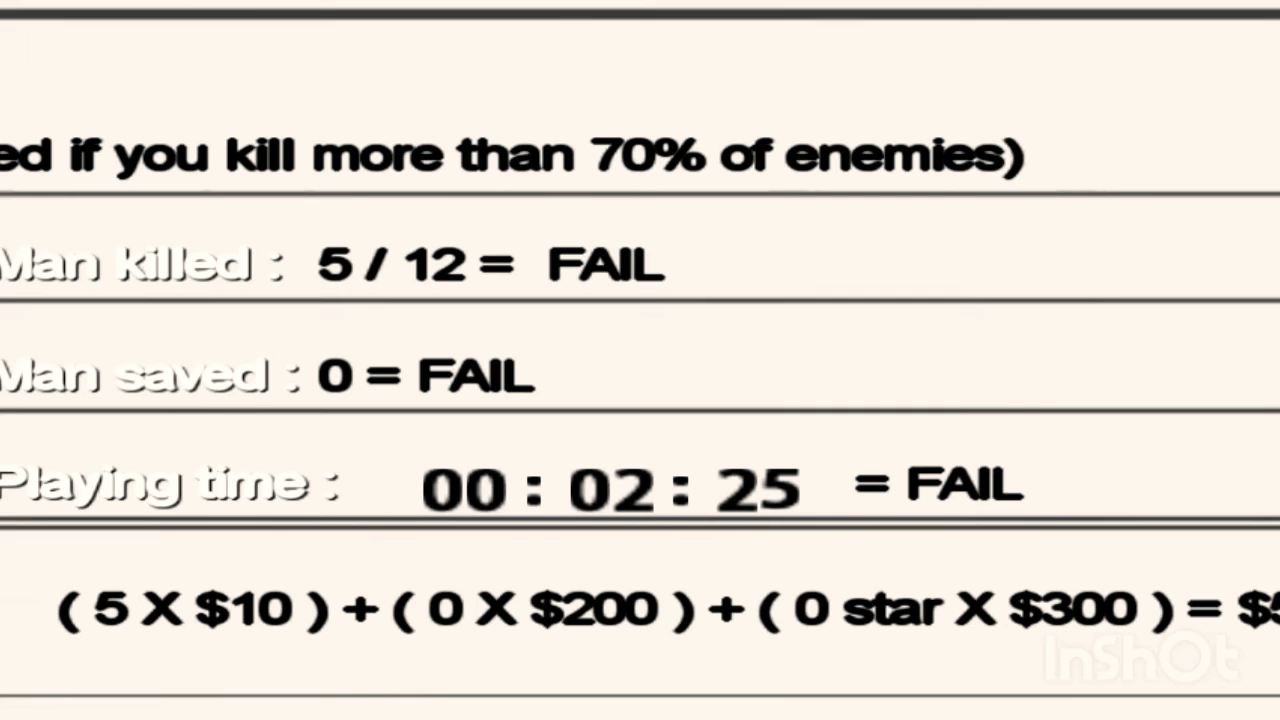 ed if you kill more than 70% of enemies)
Man killed : 5 / 12 = FAIL
Man saved : 0 = FAIL
Playing time : 00 : 02 : 25 = FAIL
( 5 X $10 ) + ( 0 X $200 ) + ( 0 star X $300 ) = $5
InShOt